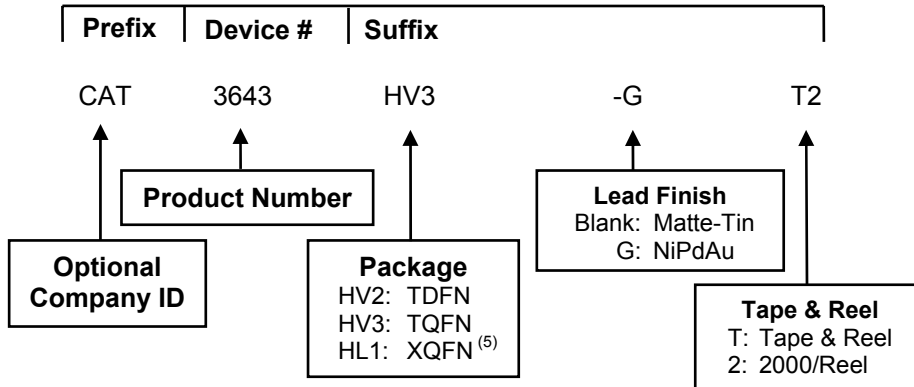 Prefix Device # Suffix
CAT 3643 HV3 -G T2
Product Number
Optional
Company ID
Package
HV2: TDFN
HV3: TQFN
HL1: XQFN (5)
Lead Finish
Blank: Matte-Tin
G: NiPdAu
Tape & Reel
T: Tape & Reel
2: 2000/Reel